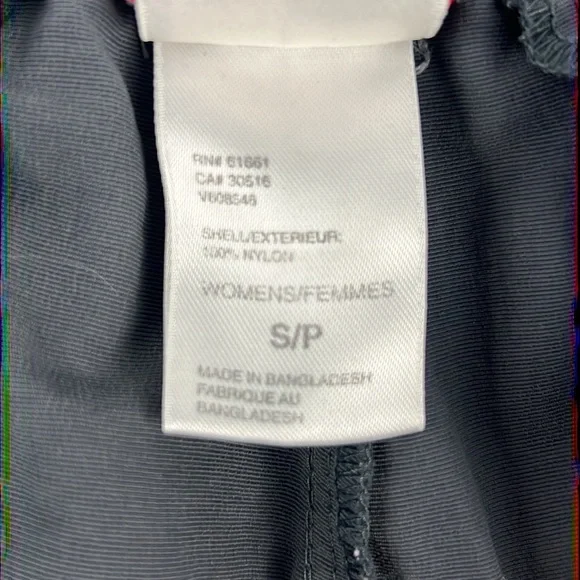 RN# 61661
CA# 30516
V608546
SHELL/EXTERIEUR:
100% NYLON
WOMENS/FEMMES
S/P
MADE IN BANGLADESH
FABRIQUE AU
BANGLADESH